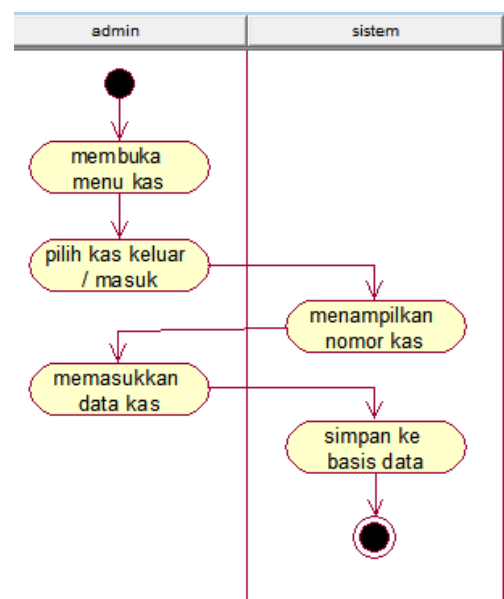 admin
sistem
membuka
menu kas
pilih kas keluar
/ masuk
menampilkan
nomor kas
memasukkan
data kas
simpan ke
basis data